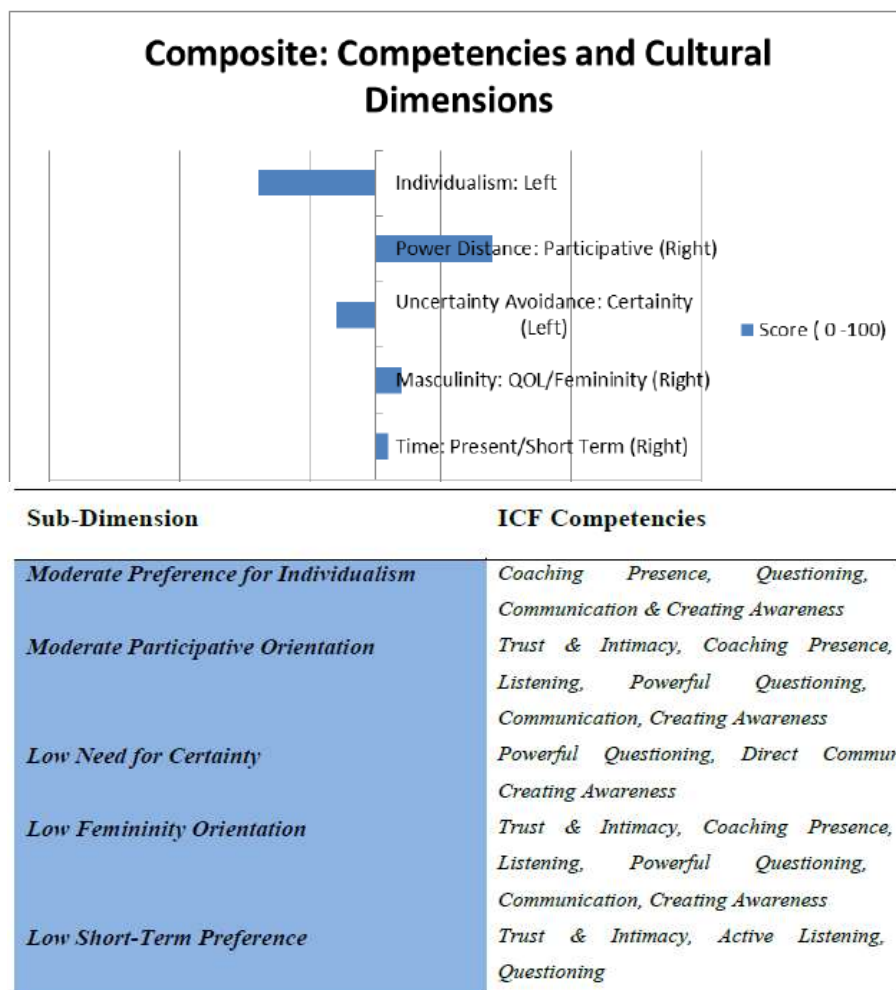 Composite: Competencies and Cultural
Dimensions
Individualism: Left
Power Distance: Participative (Right)
Uncertainty Avoidance: Certainity
(Left)
Score ( 0 -100)
Masculinity: QOL/Femininity (Right)
Time: Present/Short Term (Right)
Sub-Dimension ICF Competencies
Moderate Preference for Individualism Coaching Presence, Questioning,
Communication & Creating Awareness
Moderate Participative Orientation Trust & Intimacy, Coaching Presence,
Listening, Powerful Questioning,
Communication, Creating Awareness
Low Need for Certainty Powerful Questioning, Direct
Creating Awareness
Low Femininity Orientation Trust & Intimacy, Coaching Presence,
Listening, Powerful Questioning,
Communication, Creating Awareness
Low Short-Term Preference Trust & Intimacy, Active Listening,
Questioning